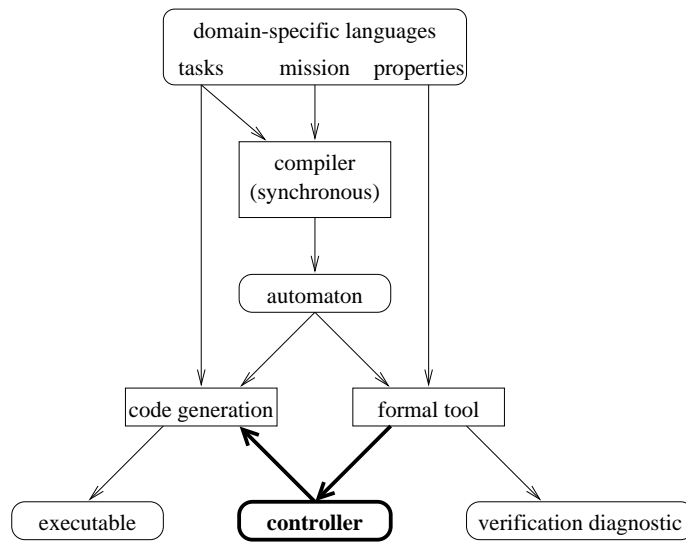 domain-specific languages
tasks mission properties
compiler
(synchronous)
automaton
code generation formal tool
executable controller verification diagnostic